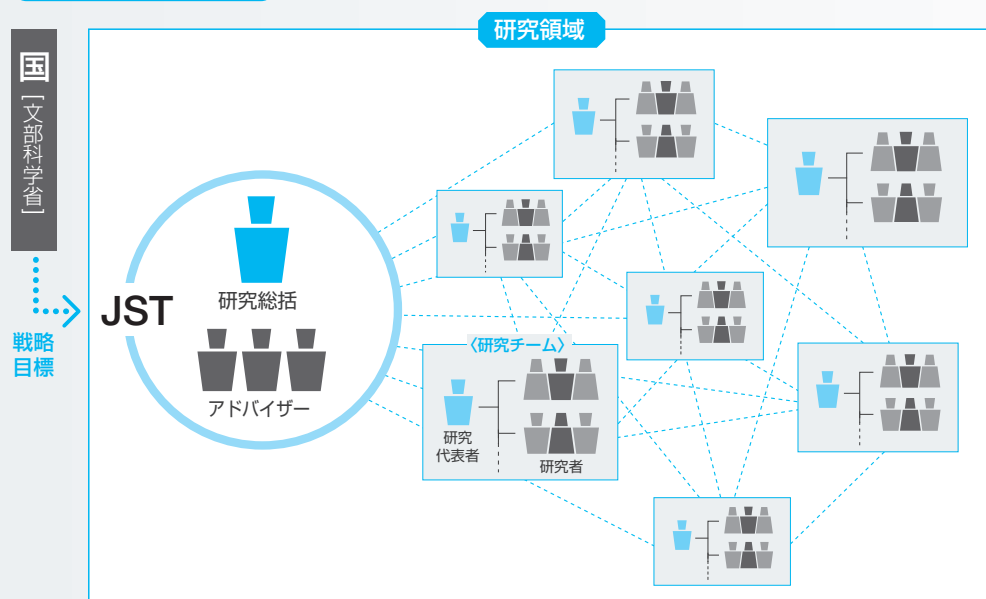 研究領域
国
[文部科学省]
戦略
目標
JST
研究総括
アドバイザー
〈研究チーム〉
研究
代表者
研究者